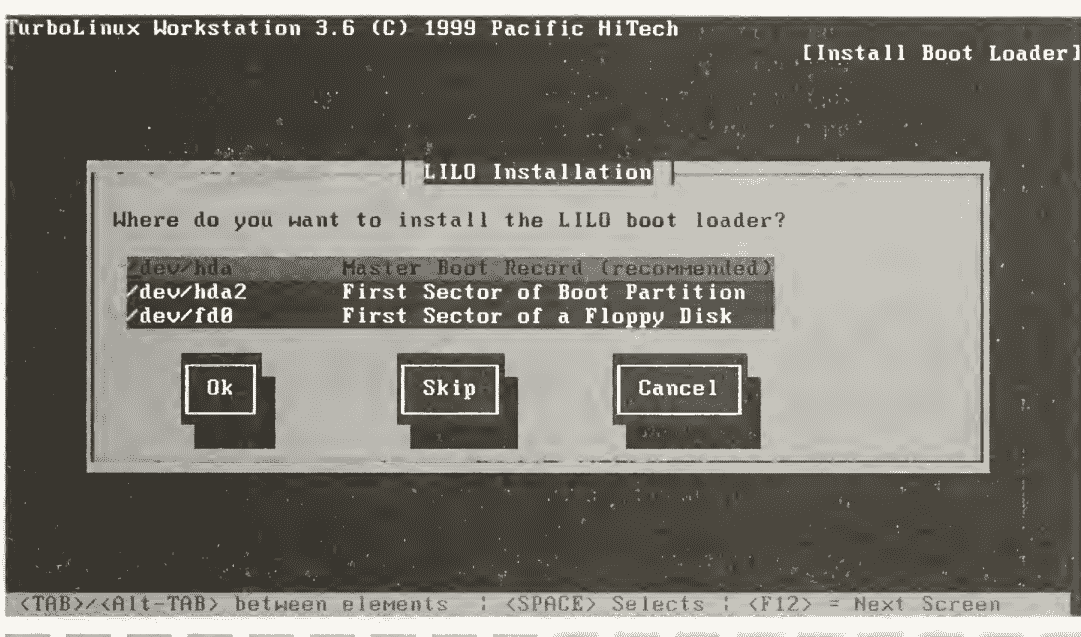 TurboLinux Workstation 3.6 (C) 1999 Pacific HiTech
[Install Boot Loader]
LILO Installation
Where do you want to install the LILO boot loader?
/dev/hda Master Boot Record (recommended)
/dev/hda2 First Sector of Boot Partition
/dev/fd0 First Sector of a Floppy Disk
Ok Skip Cancel
<TAB>/<Alt-TAB> between elements ¦ <SPACE> Selects ¦ <F12> = Next Screen